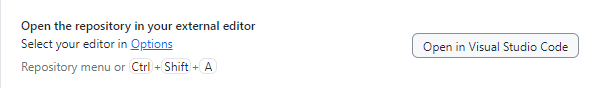 Open the repository in your external editor
Select your editor in Options
Open in Visual Studio Code
Repository menu or Ctrl + Shift + A